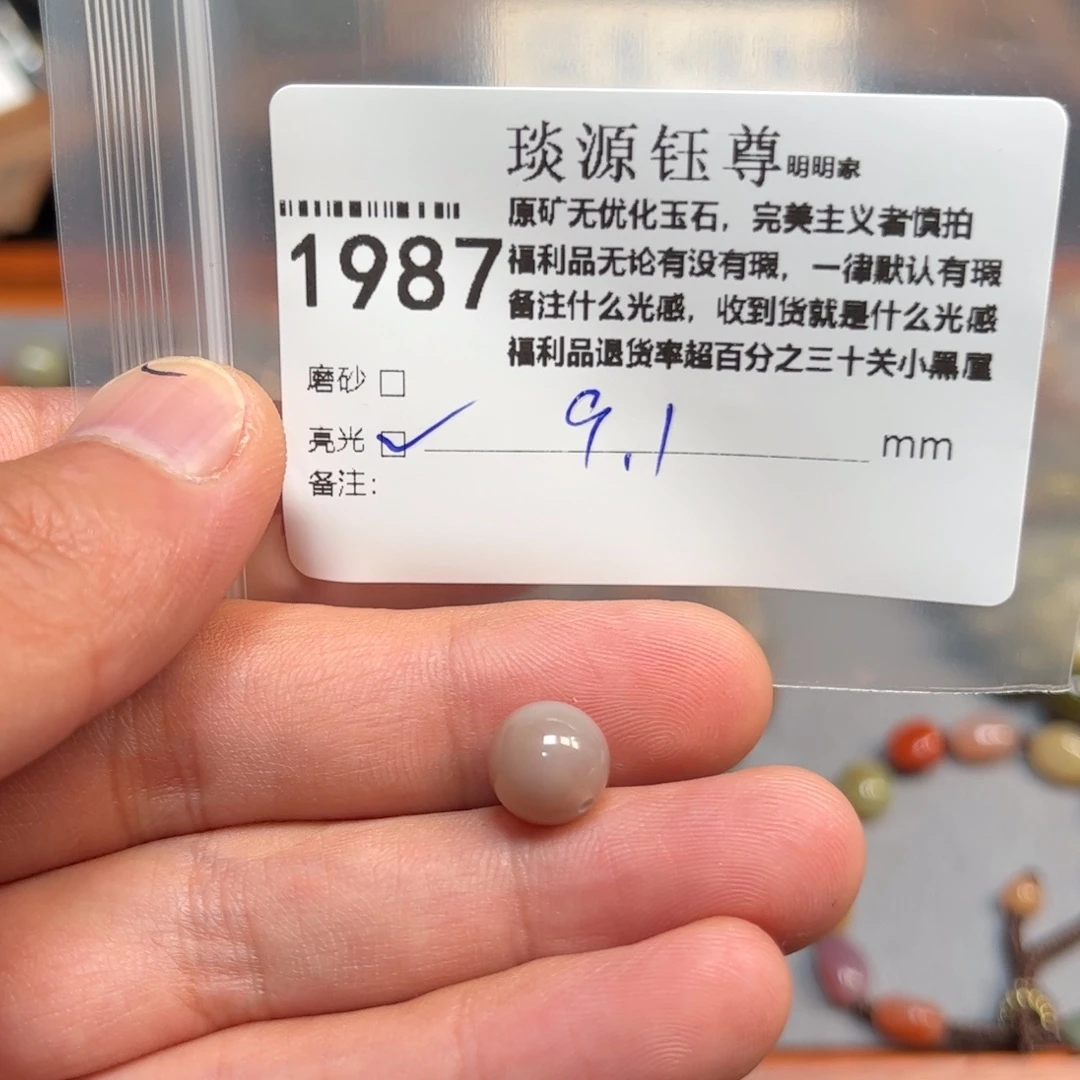 琰源钰尊明明家
原矿无优化玉石，完美主义者慎拍
1987
福利品无论有没有瑕，一律默认有瑕
备注什么光感，收到货就是什么光感
福利品退货率超百分之三十关小黑屋
磨砂 □
亮光 ☑ 9.1 mm
备注：